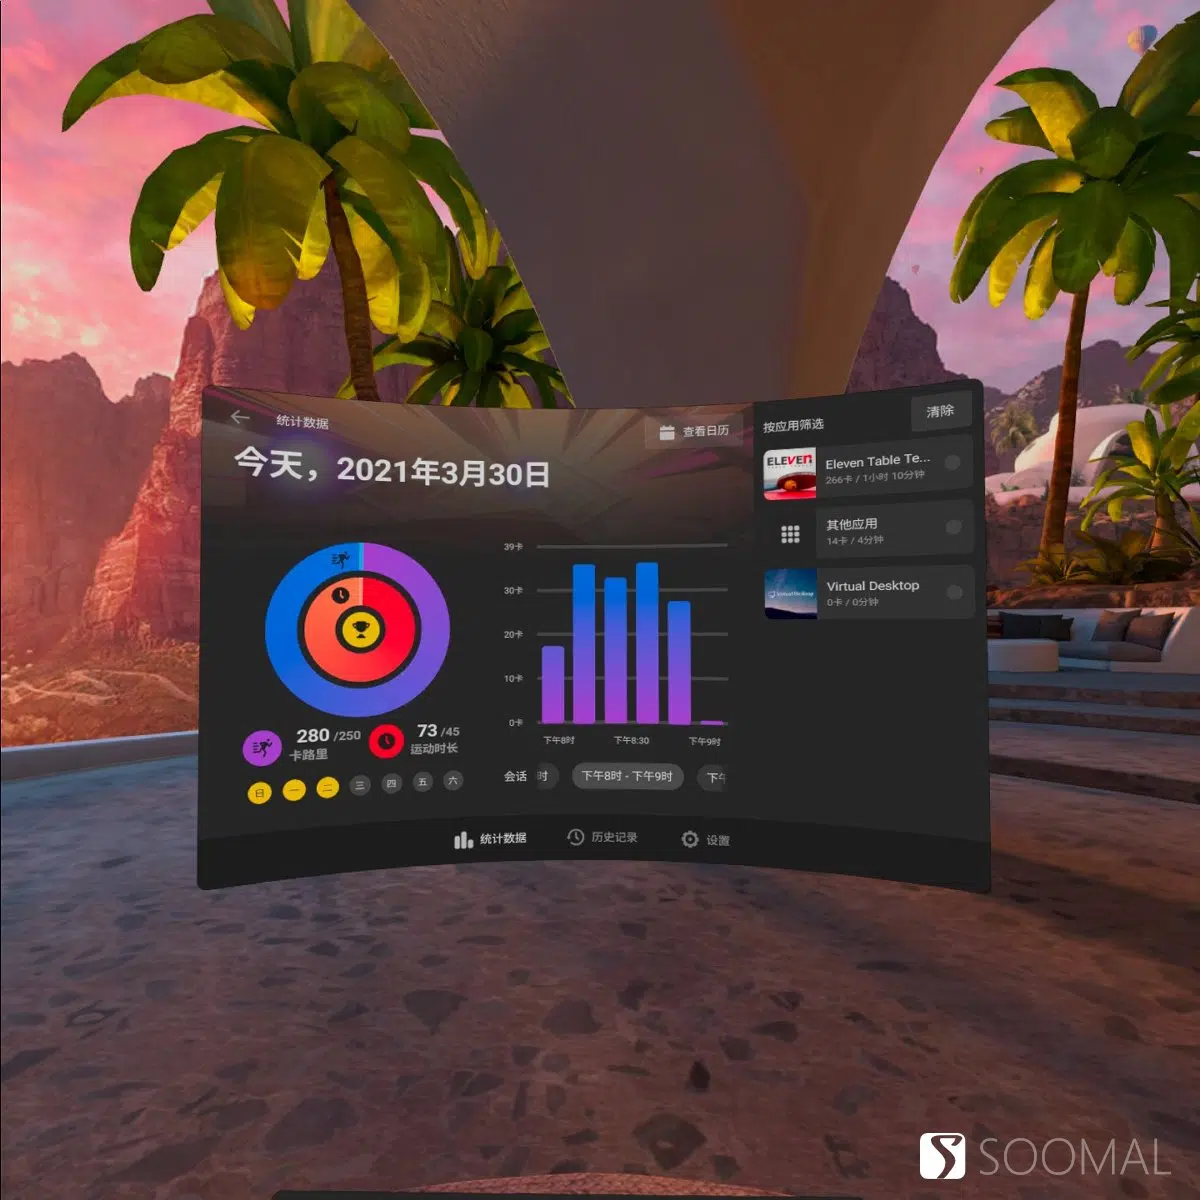 统计数据
查看日历
今天，2021年3月30日
39卡
30卡
20卡
10卡
0卡
下午8时
下午8:30
下午9时
280 /250
卡路里
73 /45
运动时长
日 一 二 三 四 五 六
会话
时
下午8时 - 下午9时
下午
统计数据
历史记录
设置
按应用筛选
清除
ELEVEN
Eleven Table Te...
266卡 / 1小时 10分钟
其他应用
14卡 / 4分钟
Virtual Desktop
0卡 / 0分钟
SOOMAL